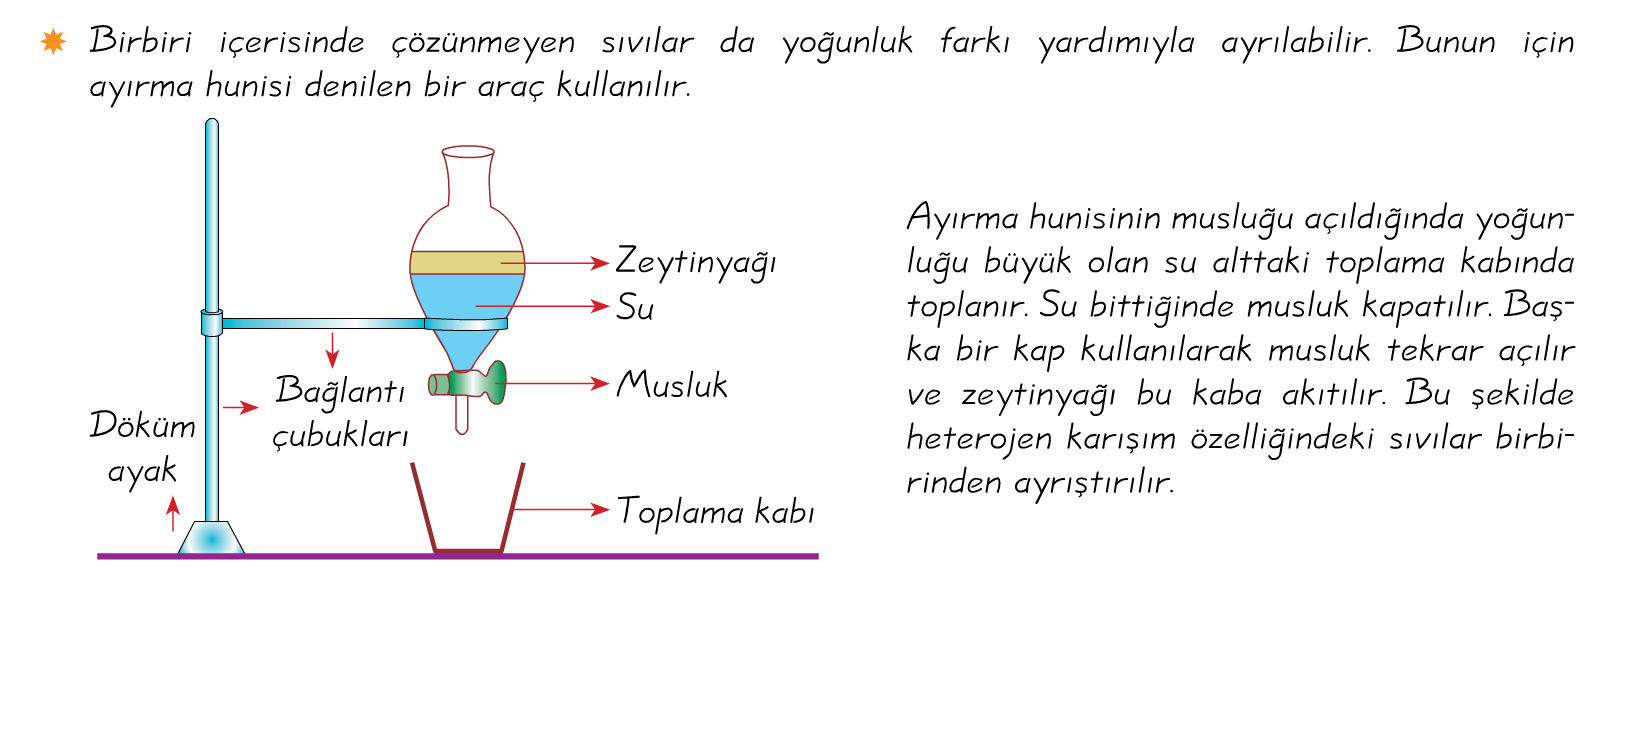 Birbiri içerisinde çözünmeyen sıvılar da yoğunluk farkı yardımıyla ayrılabilir. Bunun için
ayırma hunisi denilen bir araç kullanılır.
Zeytinyağı
Su
Bağlantı
çubukları
Musluk
Döküm
ayak
Toplama kabı
Ayırma hunisinin musluğu açıldığında yoğun-
luğu büyük olan su alttaki toplama kabında
toplanır. Su bittiğinde musluk kapatılır. Baş-
ka bir kap kullanılarak musluk tekrar açılır
ve zeytinyağı bu kaba akıtılır. Bu şekilde
heterojen karışım özelliğindeki sıvılar birbi-
rinden ayrıştırılır.